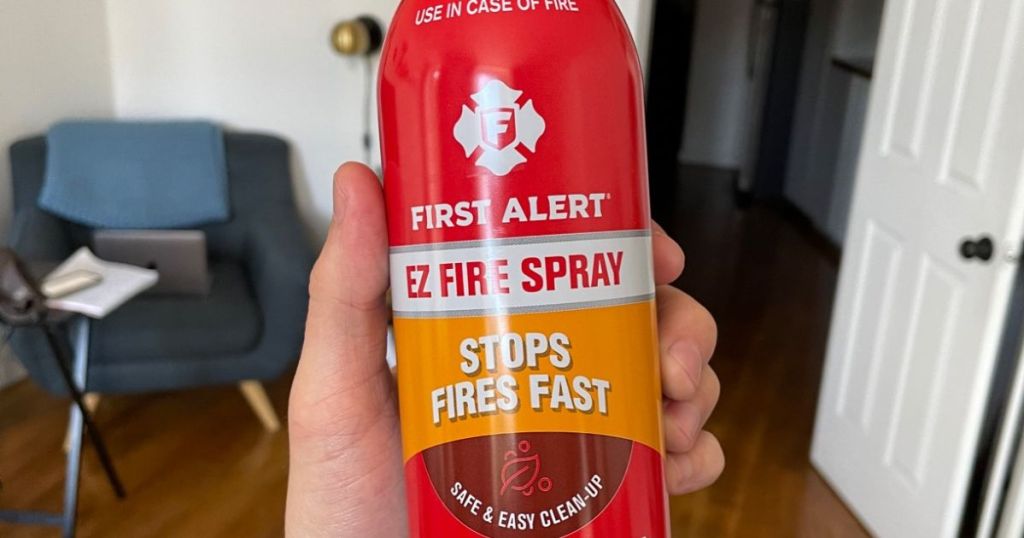 USE IN CASE OF FIRE
F
FIRST ALERT®
EZ FIRE SPRAY
STOPS
FIRES FAST
SAFE & EASY CLEAN-UP